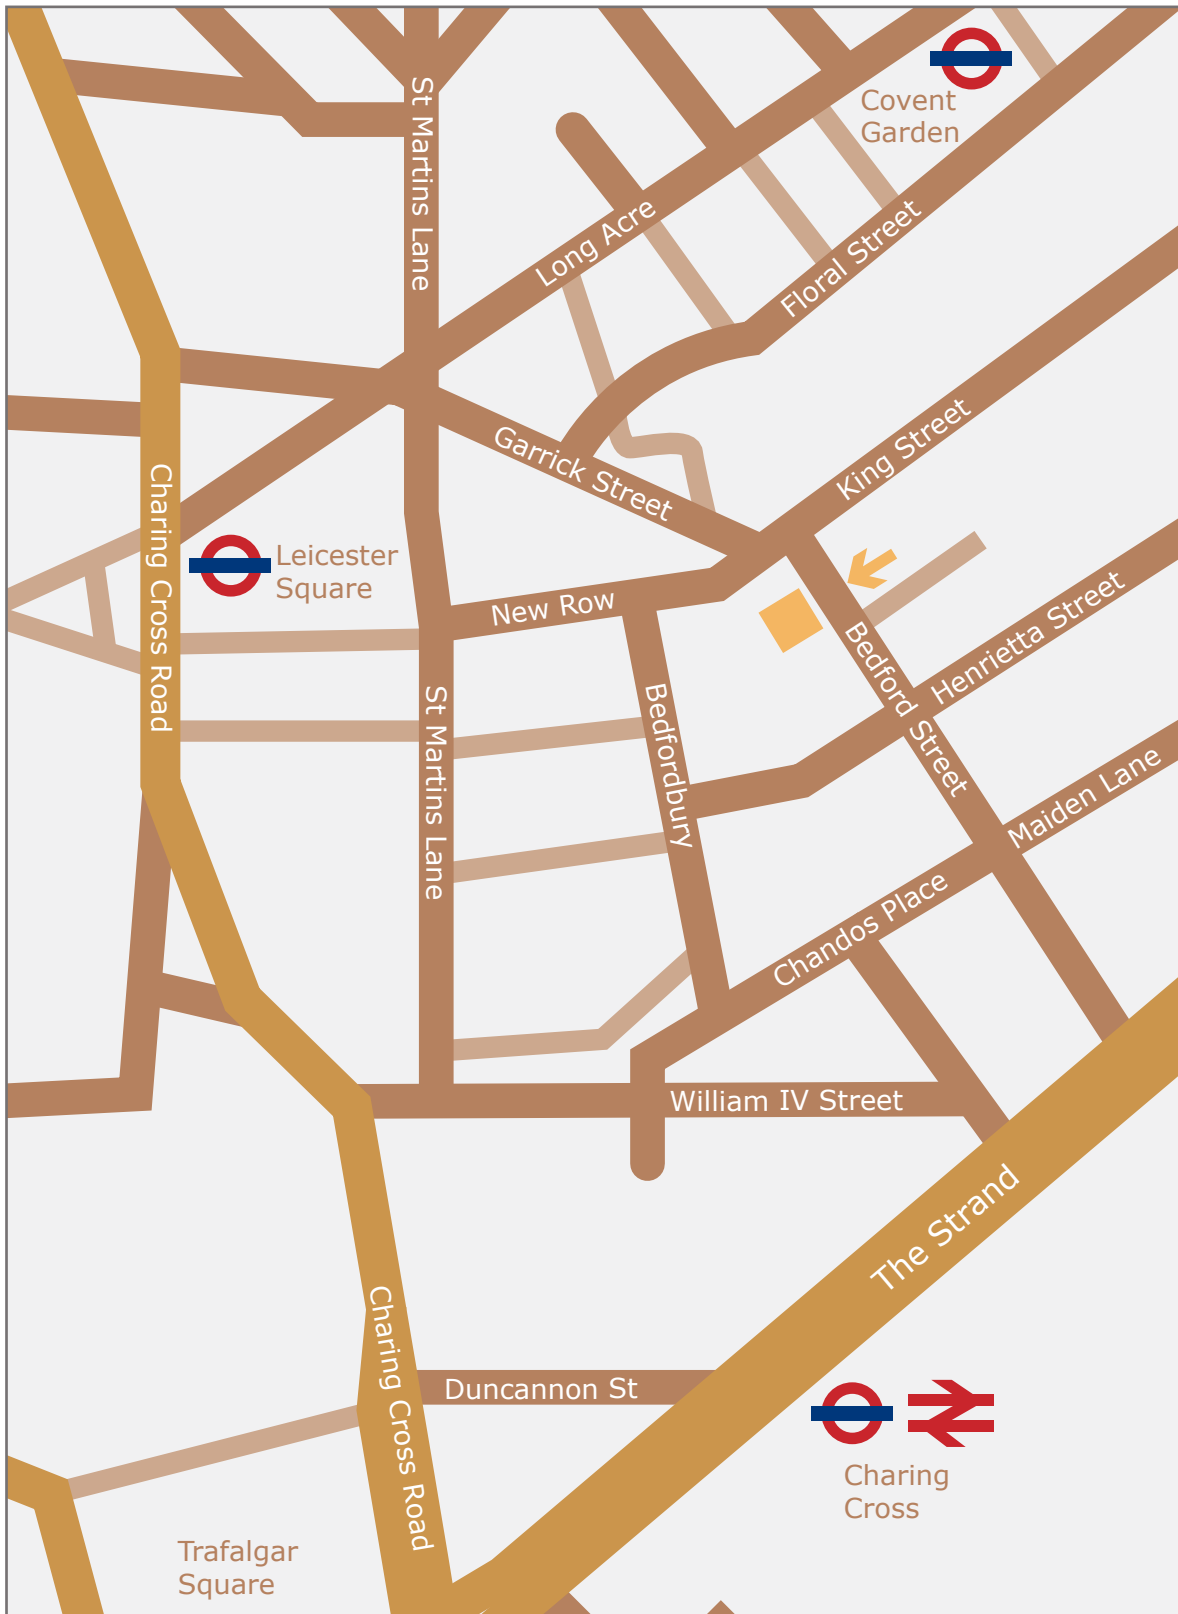 St Martins Lane
Covent
Garden
Long Acre
Floral Street
King Street
Garrick Street
Charing Cross Road
Leicester
Square
New Row
Bedford Street
Henrietta Street
St Martins Lane
Bedfordbury
Maiden Lane
Chandos Place
William IV Street
The Strand
Charing Cross Road
Duncannon St
Charing
Cross
Trafalgar
Square